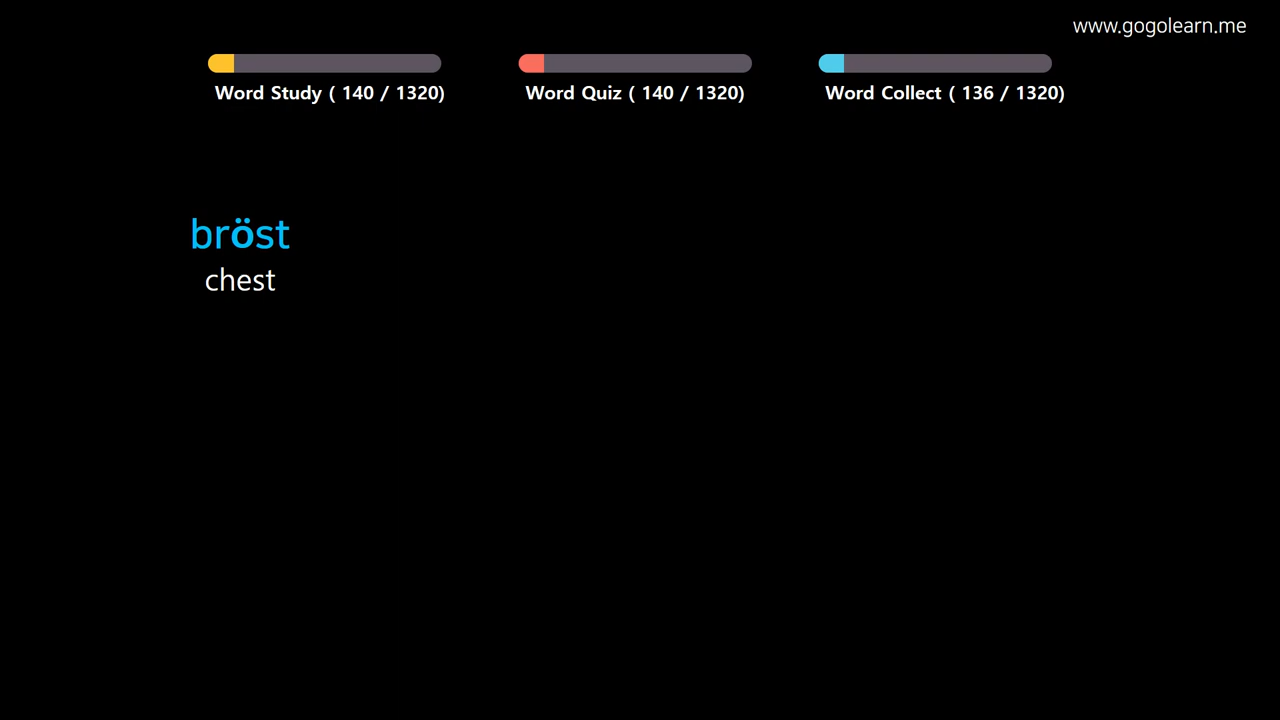 www.gogolearn.me
Word Study ( 140 / 1320)
Word Quiz ( 140 / 1320)
Word Collect ( 136 / 1320)
bröst
chest